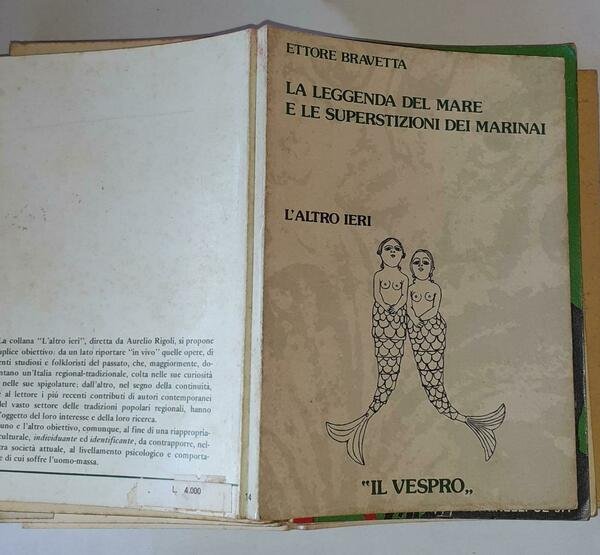 ETTORE BRAVETTA
LA LEGGENDA DEL MARE
E LE SUPERSTIZIONI DEI MARINAI
L'ALTRO IERI
"IL VESPRO„
La collana "L'altro ieri", diretta da Aurelio Rigoli, si propone
uplice obiettivo: da un lato riportare "in vivo" quelle opere, di
enti studiosi e folkloristi del passato, che, maggiormente, do-
ntano un'Italia regional-tradizionale, colta nelle sue curiosità
nelle sue spigolature; dall'altro, nel segno della continuità,
e al lettore i più recenti contributi di autori contemporanei
del vasto settore delle tradizioni popolari regionali, hanno
l'oggetto del loro interesse e della loro ricerca.
uno e l'altro obiettivo, comunque, al fine di una riappropria-
culturale, individuante ed identificante, da contrapporre, nel-
tra società attuale, al livellamento psicologico e comporta-
e di cui soffre l'uomo-massa.
L. 4.000
14